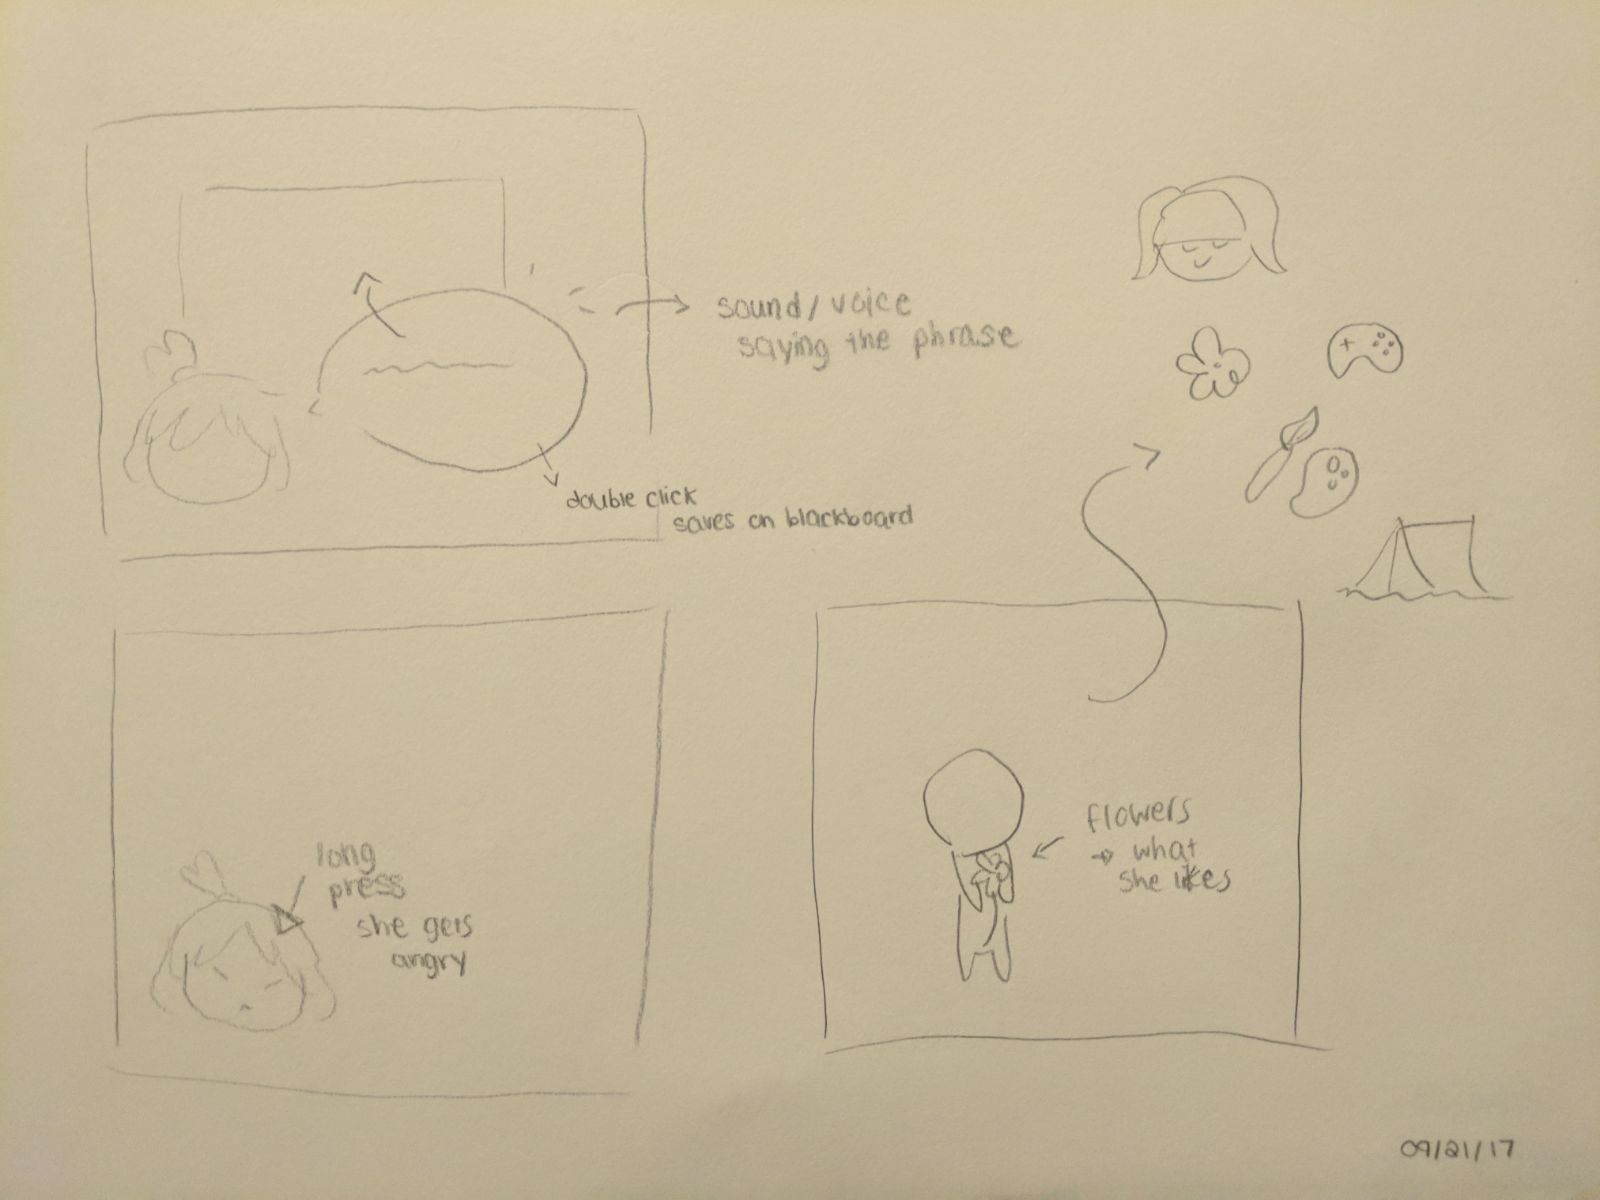 sound/voice
saying the phrase
double click
saves on blackboard
long
press
she gets
angry
flowers
→ what
she likes
09/21/17